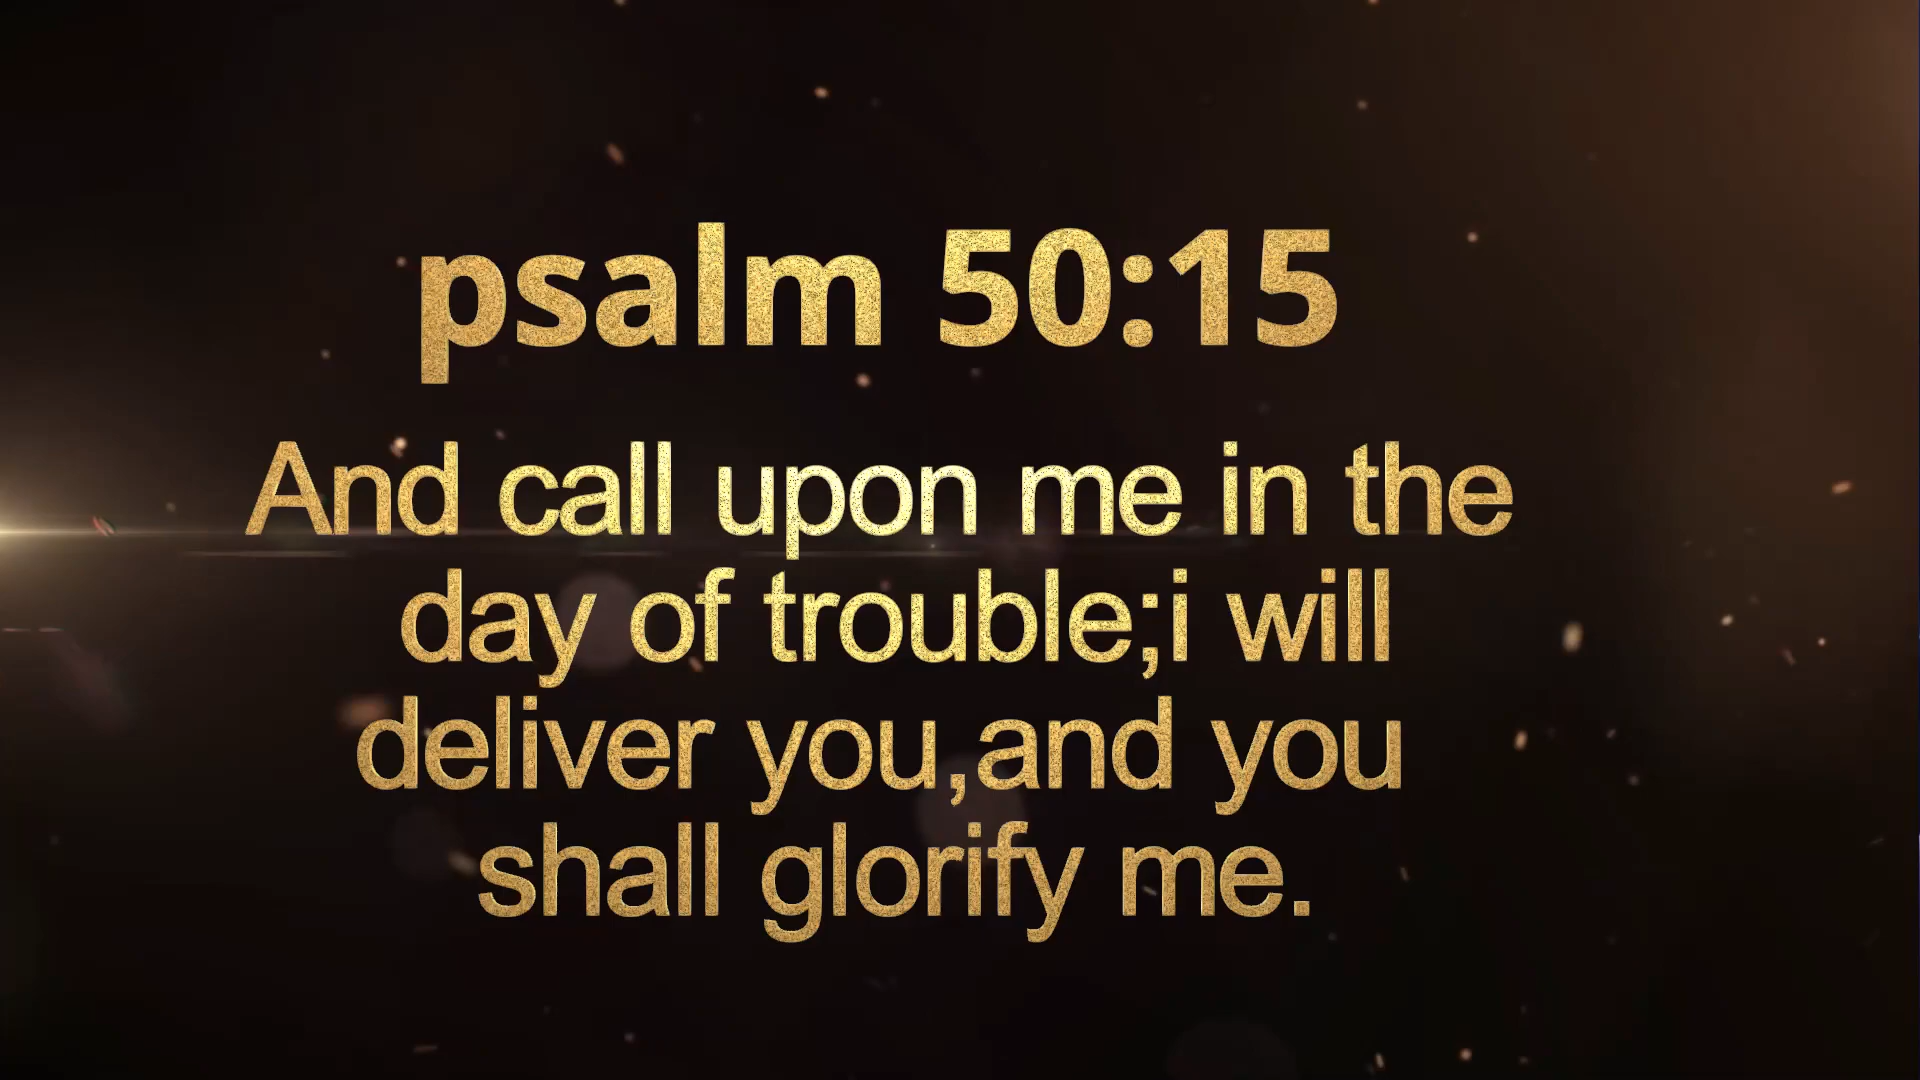 psalm 50:15
And call upon me in the
day of trouble;i will
deliver you,and you
shall glorify me.